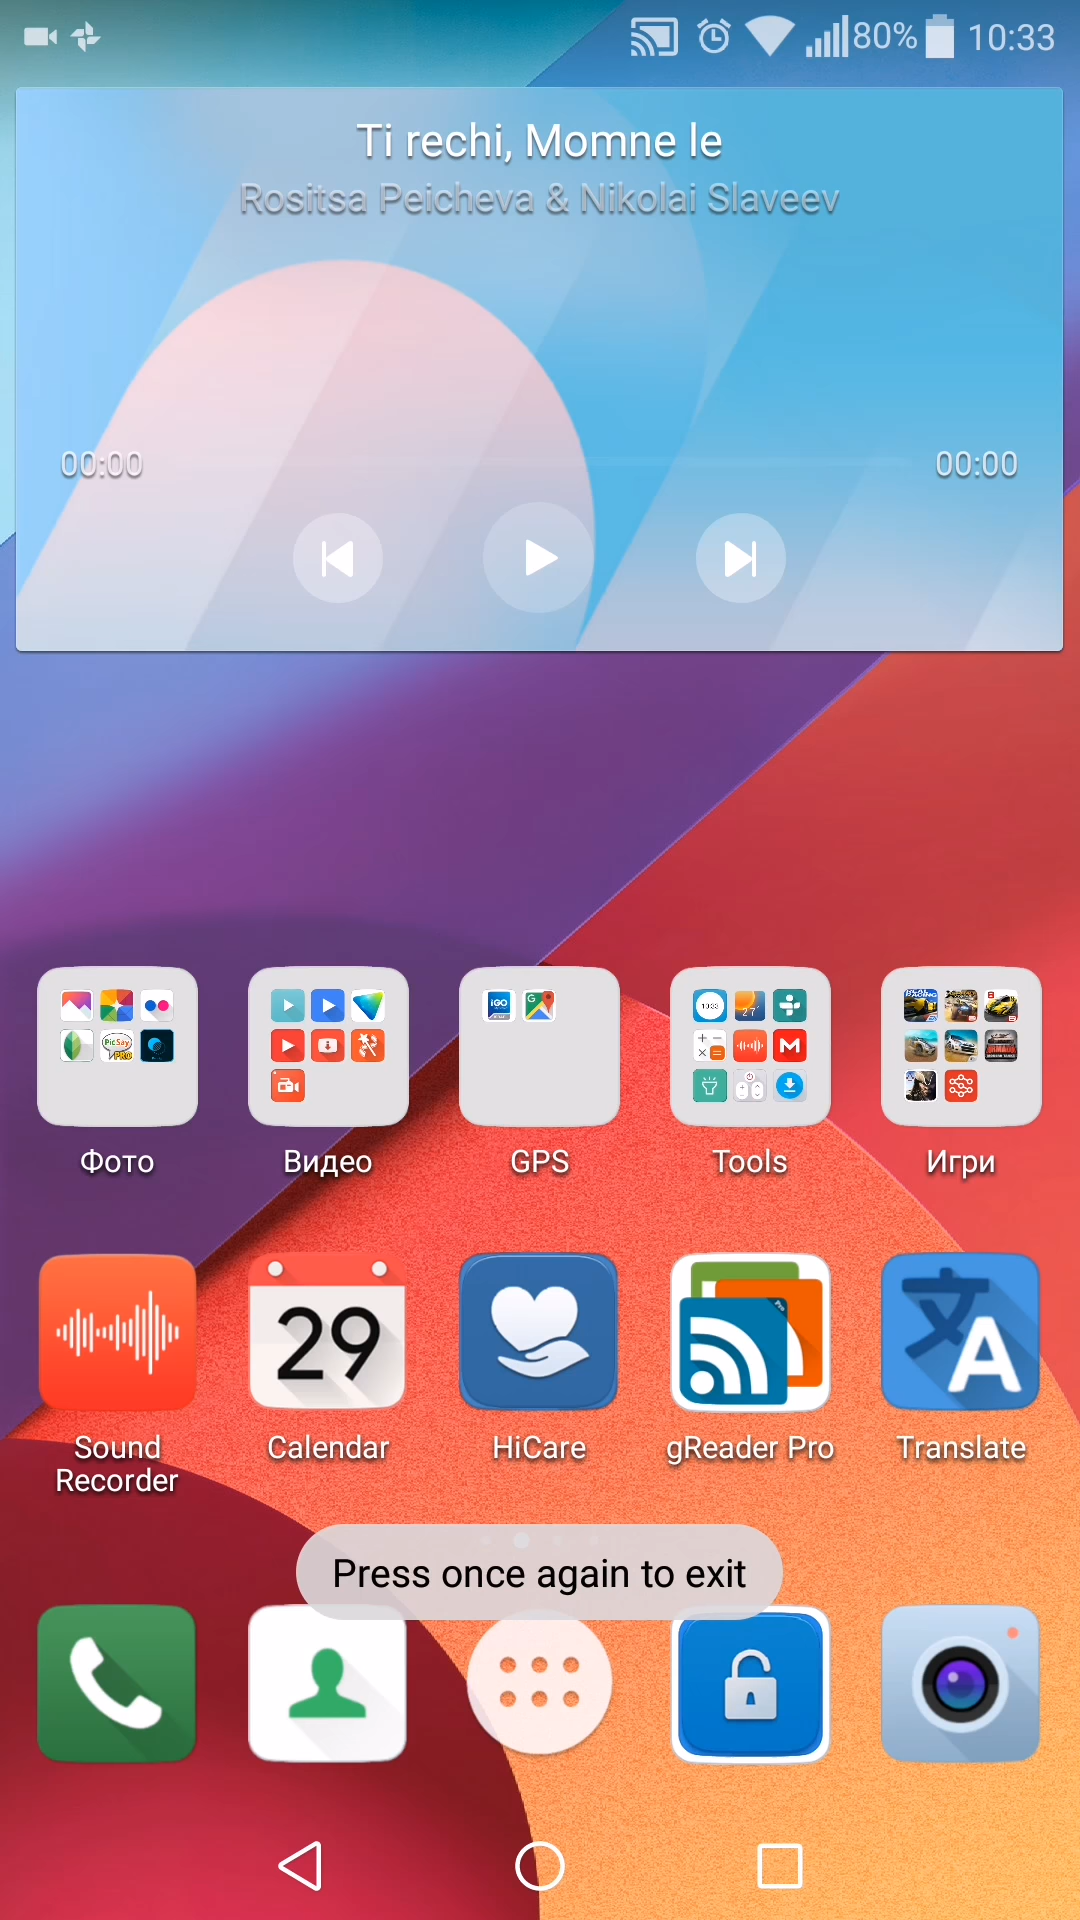 80% 10:33
Ti rechi, Momne le
Rositsa Peicheva & Nikolai Slaveev
00:00 00:00
Фото Видео GPS Tools Игри
29
Sound Recorder Calendar HiCare gReader Pro Translate
Press once again to exit